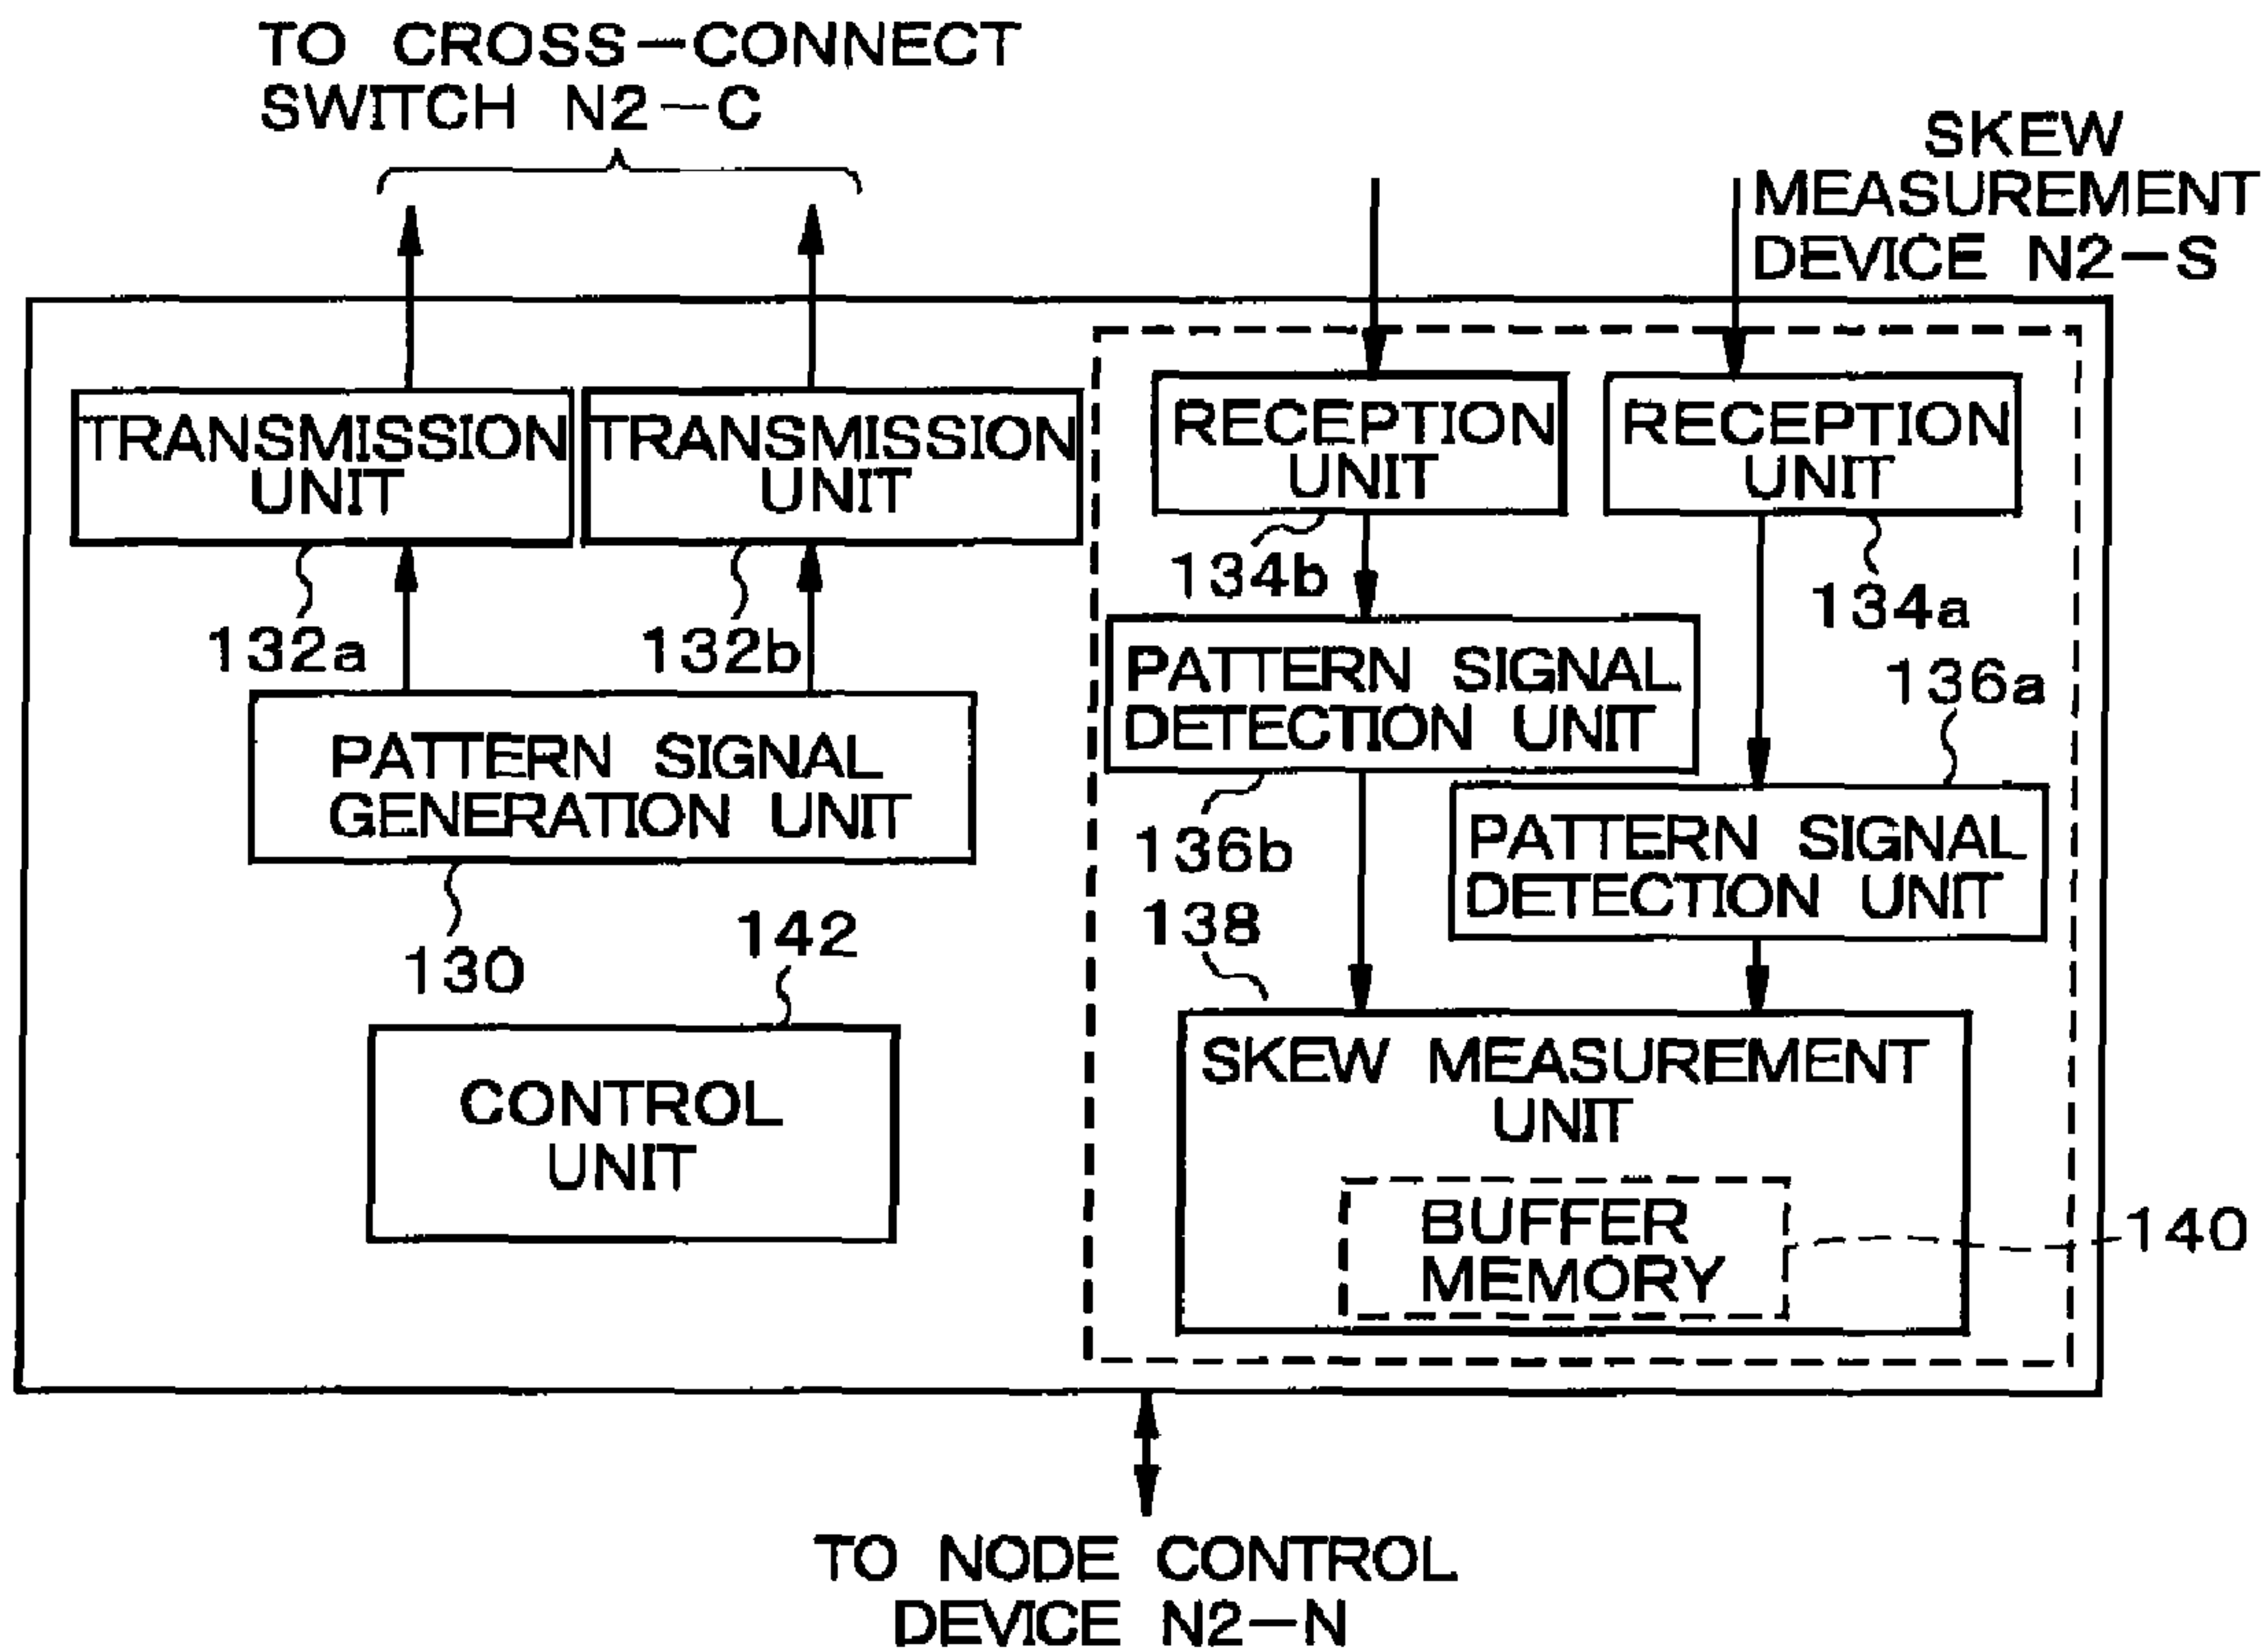 TO CROSS-CONNECT
SWITCH N2-C
SKEW
MEASUREMENT
DEVICE N2-S
TRANSMISSION
UNIT
TRANSMISSION
UNIT
RECEPTION
UNIT
RECEPTION
UNIT
132a
132b
134b
134a
PATTERN SIGNAL
GENERATION UNIT
130
PATTERN SIGNAL
DETECTION UNIT
136b
136a
PATTERN SIGNAL
DETECTION UNIT
142
CONTROL
UNIT
138
SKEW MEASUREMENT
UNIT
BUFFER
MEMORY
140
TO NODE CONTROL
DEVICE N2-N